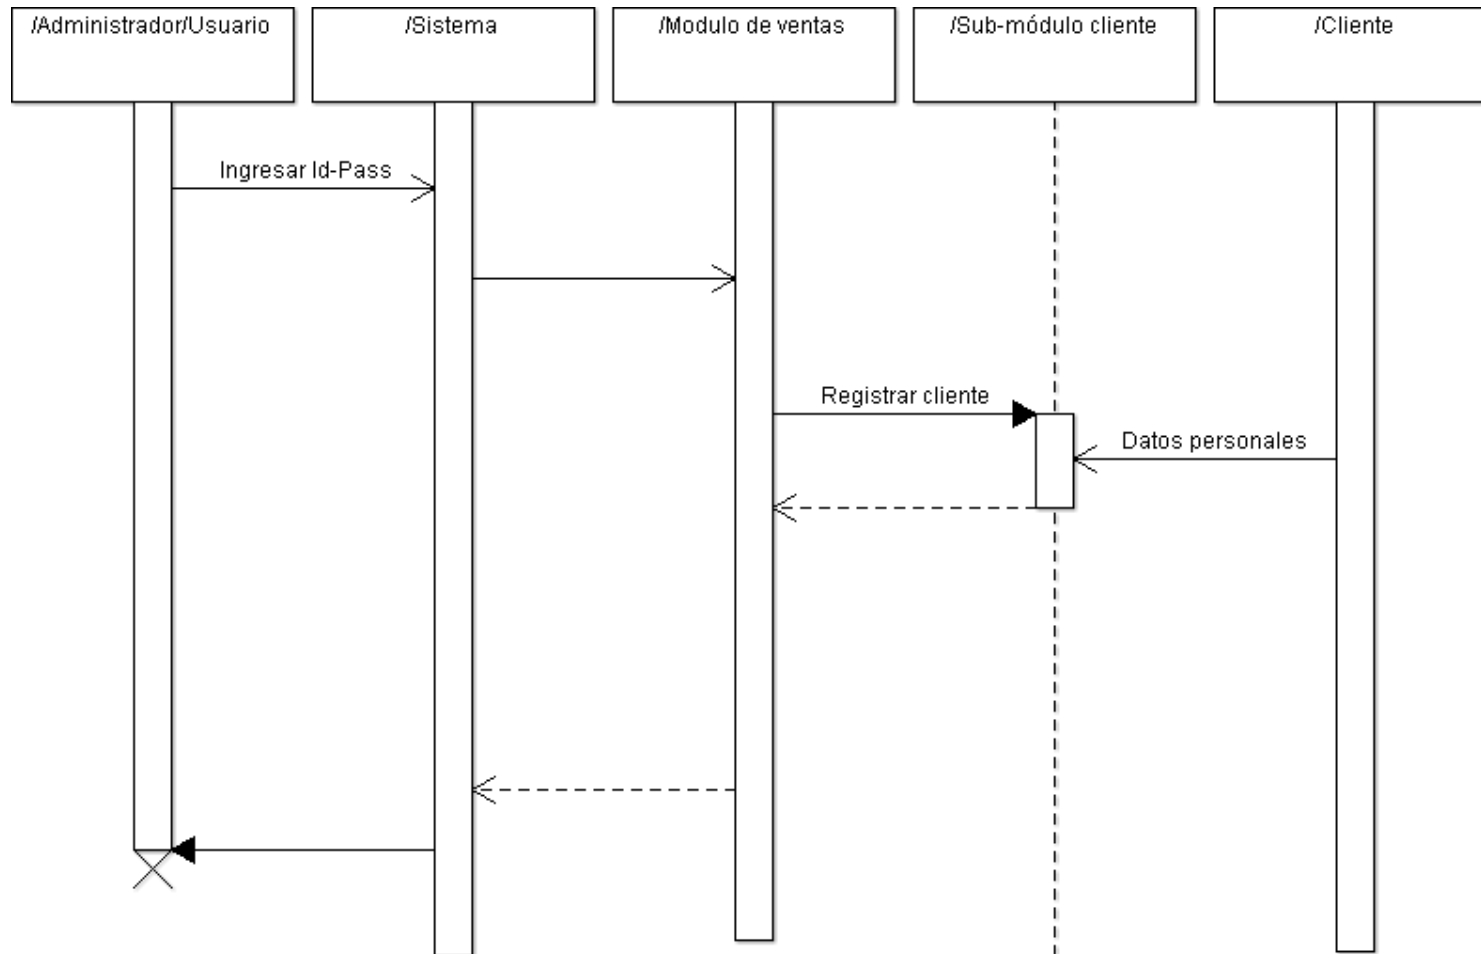 /Administrador/Usuario
/Sistema
/Modulo de ventas
/Sub-módulo cliente
/Cliente
Ingresar Id-Pass
Registrar cliente
Datos personales